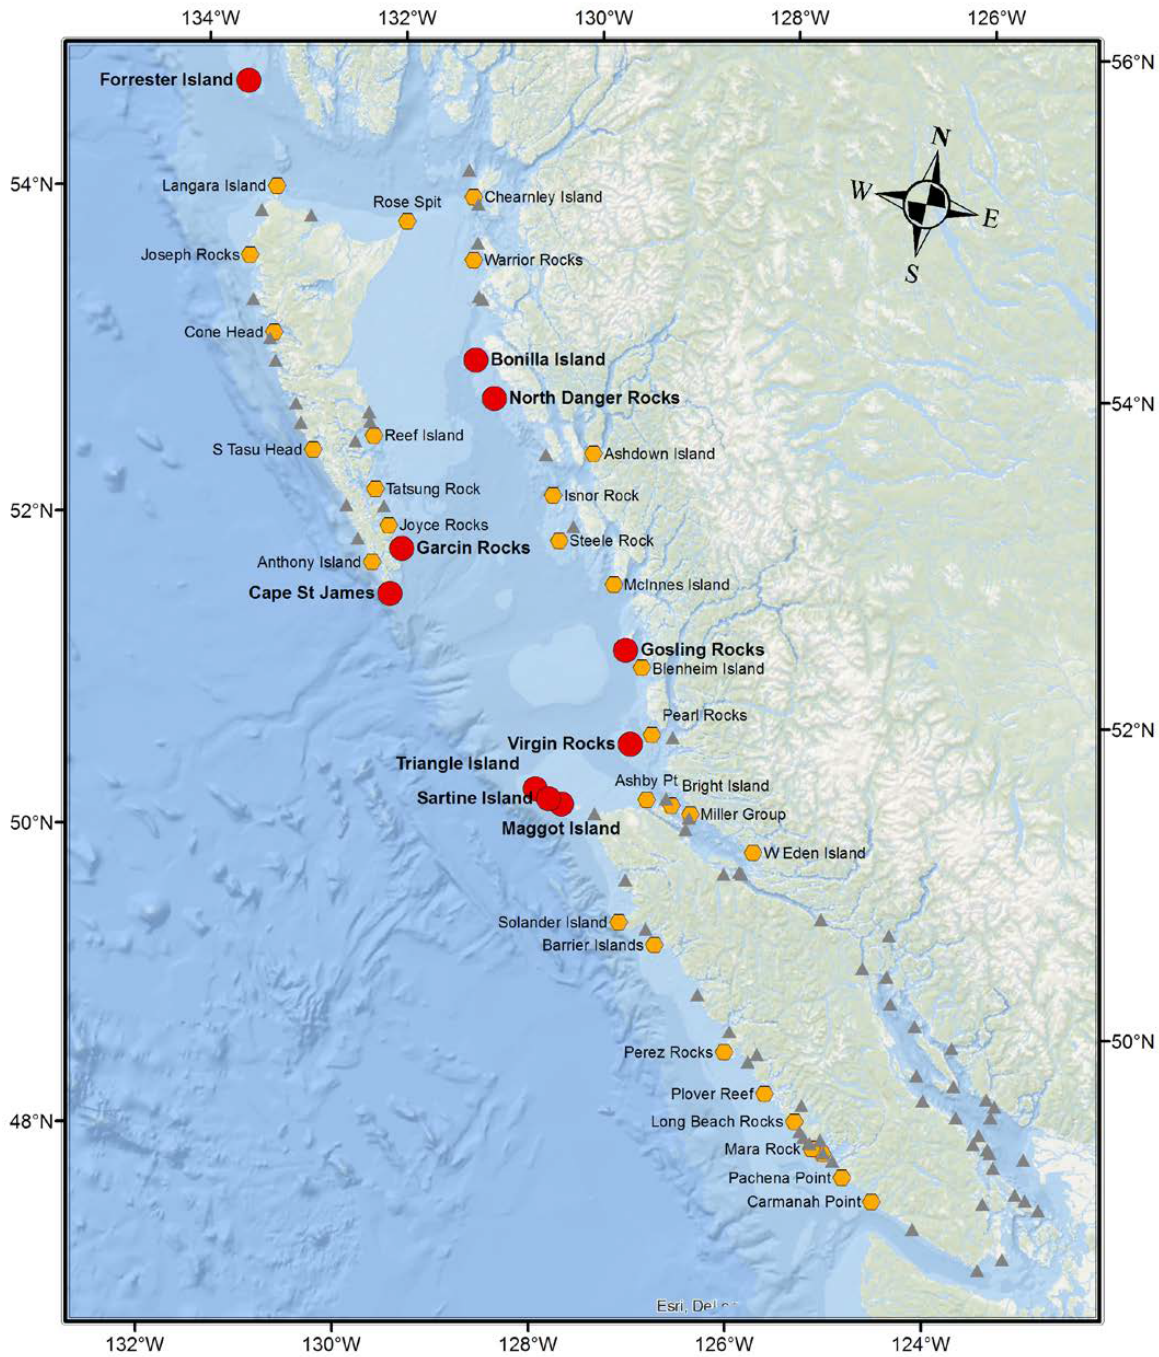 134°W 132°W 130°W 128°W 126°W
56°N
Forrester Island
N
W
E
S
54°N
Langara Island
Rose Spit
Chearnley Island
Joseph Rocks
Warrior Rocks
Cone Head
Bonilla Island
North Danger Rocks
54°N
Reef Island
S Tasu Head
Ashdown Island
Tatsung Rock
Isnor Rock
52°N
Joyce Rocks
Steele Rock
Garcin Rocks
Anthony Island
McInnes Island
Cape St James
Gosling Rocks
Blenheim Island
Pearl Rocks
52°N
Virgin Rocks
Triangle Island
Ashby Pt
Bright Island
Sartine Island
Miller Group
50°N
Maggot Island
W Eden Island
Solander Island
Barrier Islands
50°N
Perez Rocks
Plover Reef
48°N
Long Beach Rocks
Mara Rock
Pachena Point
Carmanah Point
Esri,
132°W 130°W 128°W 126°W 124°W